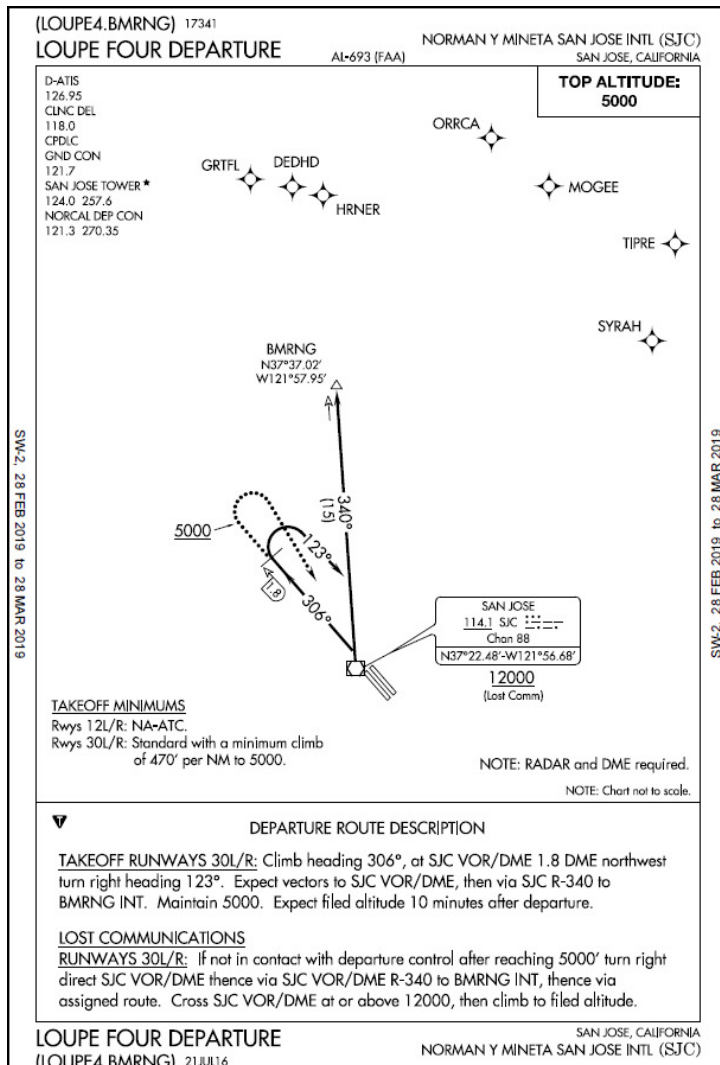 (LOUPE4.BMRNG) 17341
LOUPE FOUR DEPARTURE
AL-693 (FAA)
NORMAN Y MINETA SAN JOSE INTL (SJC)
SAN JOSE, CALIFORNIA
D-ATIS
126.95
CLNC DEL
118.0
CPDLC
GND CON
121.7
SAN JOSE TOWER★
124.0 257.6
NORCAL DEP CON
121.3 270.35
TOP ALTITUDE:
5000
ORRCA
GRTFL
DEDHD
HRNER
MOGEE
TIPRE
SYRAH
BMRNG
N37°37.02'
W121°57.95'
340°
(15)
5000
123°
1.8
306°
SAN JOSE
114.1 SJC
Chan 88
N37°22.48'-W121°56.68'
12000
(Lost Comm)
TAKEOFF MINIMUMS
Rwys 12L/R: NA-ATC.
Rwys 30L/R: Standard with a minimum climb
of 470' per NM to 5000.
NOTE: RADAR and DME required.
NOTE: Chart not to scale.
SW-2, 28 FEB 2019 to 28 MAR 2019
SW-2, 28 FEB 2019 to 28 MAR 2019
T
DEPARTURE ROUTE DESCRIPTION
TAKEOFF RUNWAYS 30L/R: Climb heading 306°, at SJC VOR/DME 1.8 DME northwest
turn right heading 123°. Expect vectors to SJC VOR/DME, then via SJC R-340 to
BMRNG INT. Maintain 5000. Expect filed altitude 10 minutes after departure.
LOST COMMUNICATIONS
RUNWAYS 30L/R: If not in contact with departure control after reaching 5000' turn right
direct SJC VOR/DME thence via SJC VOR/DME R-340 to BMRNG INT, thence via
assigned route. Cross SJC VOR/DME at or above 12000, then climb to filed altitude.
LOUPE FOUR DEPARTURE
(LOUPE4.BMRNG) 21JUL16
SAN JOSE, CALIFORNIA
NORMAN Y MINETA SAN JOSE INTL (SJC)